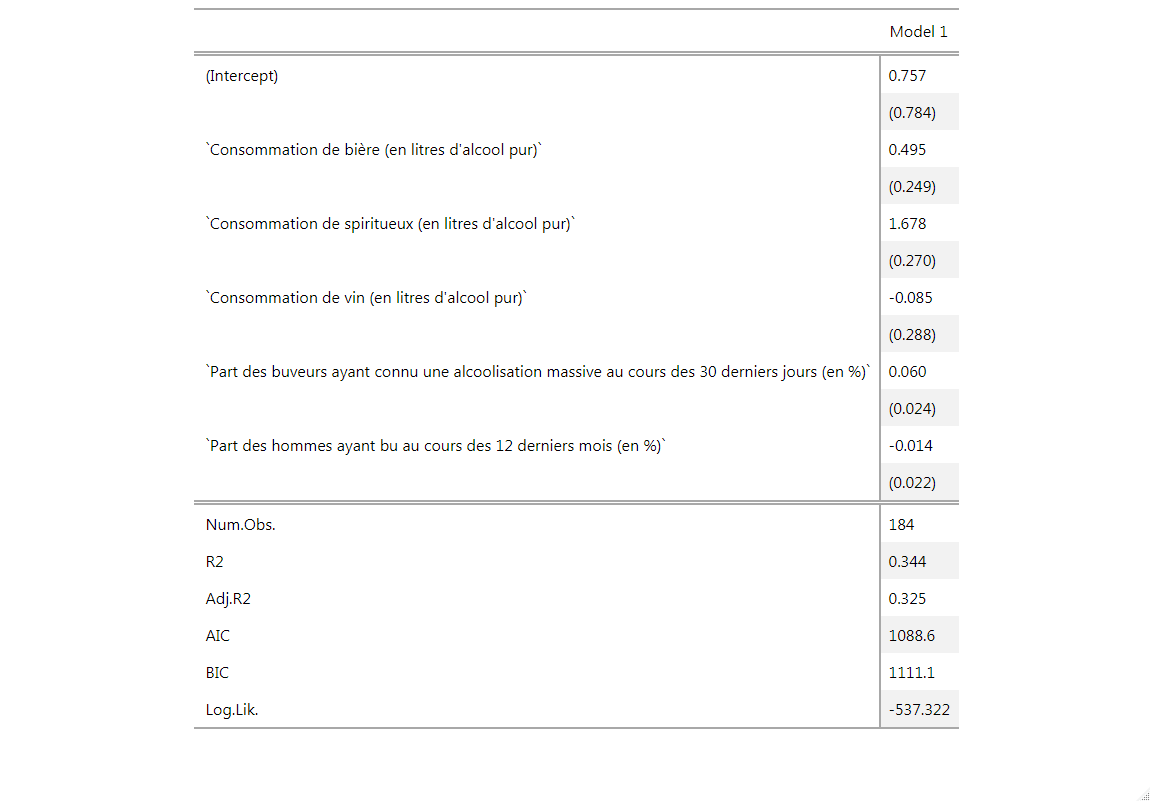 Model 1
(Intercept) 0.757
(0.784)
`Consommation de bière (en litres d'alcool pur)` 0.495
(0.249)
`Consommation de spiritueux (en litres d'alcool pur)` 1.678
(0.270)
`Consommation de vin (en litres d'alcool pur)` -0.085
(0.288)
`Part des buveurs ayant connu une alcoolisation massive au cours des 30 derniers jours (en %)` 0.060
(0.024)
`Part des hommes ayant bu au cours des 12 derniers mois (en %)` -0.014
(0.022)
Num.Obs. 184
R2 0.344
Adj.R2 0.325
AIC 1088.6
BIC 1111.1
Log.Lik. -537.322